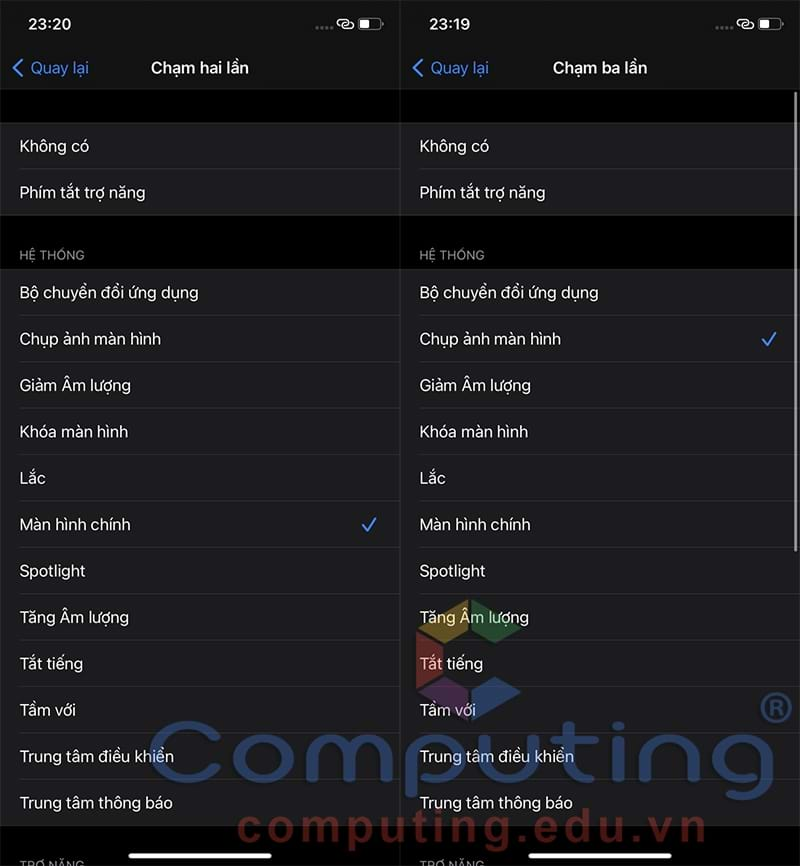 23:20
Quay lại
Chạm hai lần
Không có
Phím tắt trợ năng
HỆ THỐNG
Bộ chuyển đổi ứng dụng
Chụp ảnh màn hình
Giảm Âm lượng
Khóa màn hình
Lắc
Màn hình chính
Spotlight
Tăng Âm lượng
Tắt tiếng
Tầm với
Trung tâm điều khiển
Trung tâm thông báo
TRỢ NĂNG
23:19
Quay lại
Chạm ba lần
Không có
Phím tắt trợ năng
HỆ THỐNG
Bộ chuyển đổi ứng dụng
Chụp ảnh màn hình
Giảm Âm lượng
Khóa màn hình
Lắc
Màn hình chính
Spotlight
Tăng Âm lượng
Tắt tiếng
Tầm với
Trung tâm điều khiển
Trung tâm thông báo
TRỢ NĂNG
Computing®
computing.edu.vn